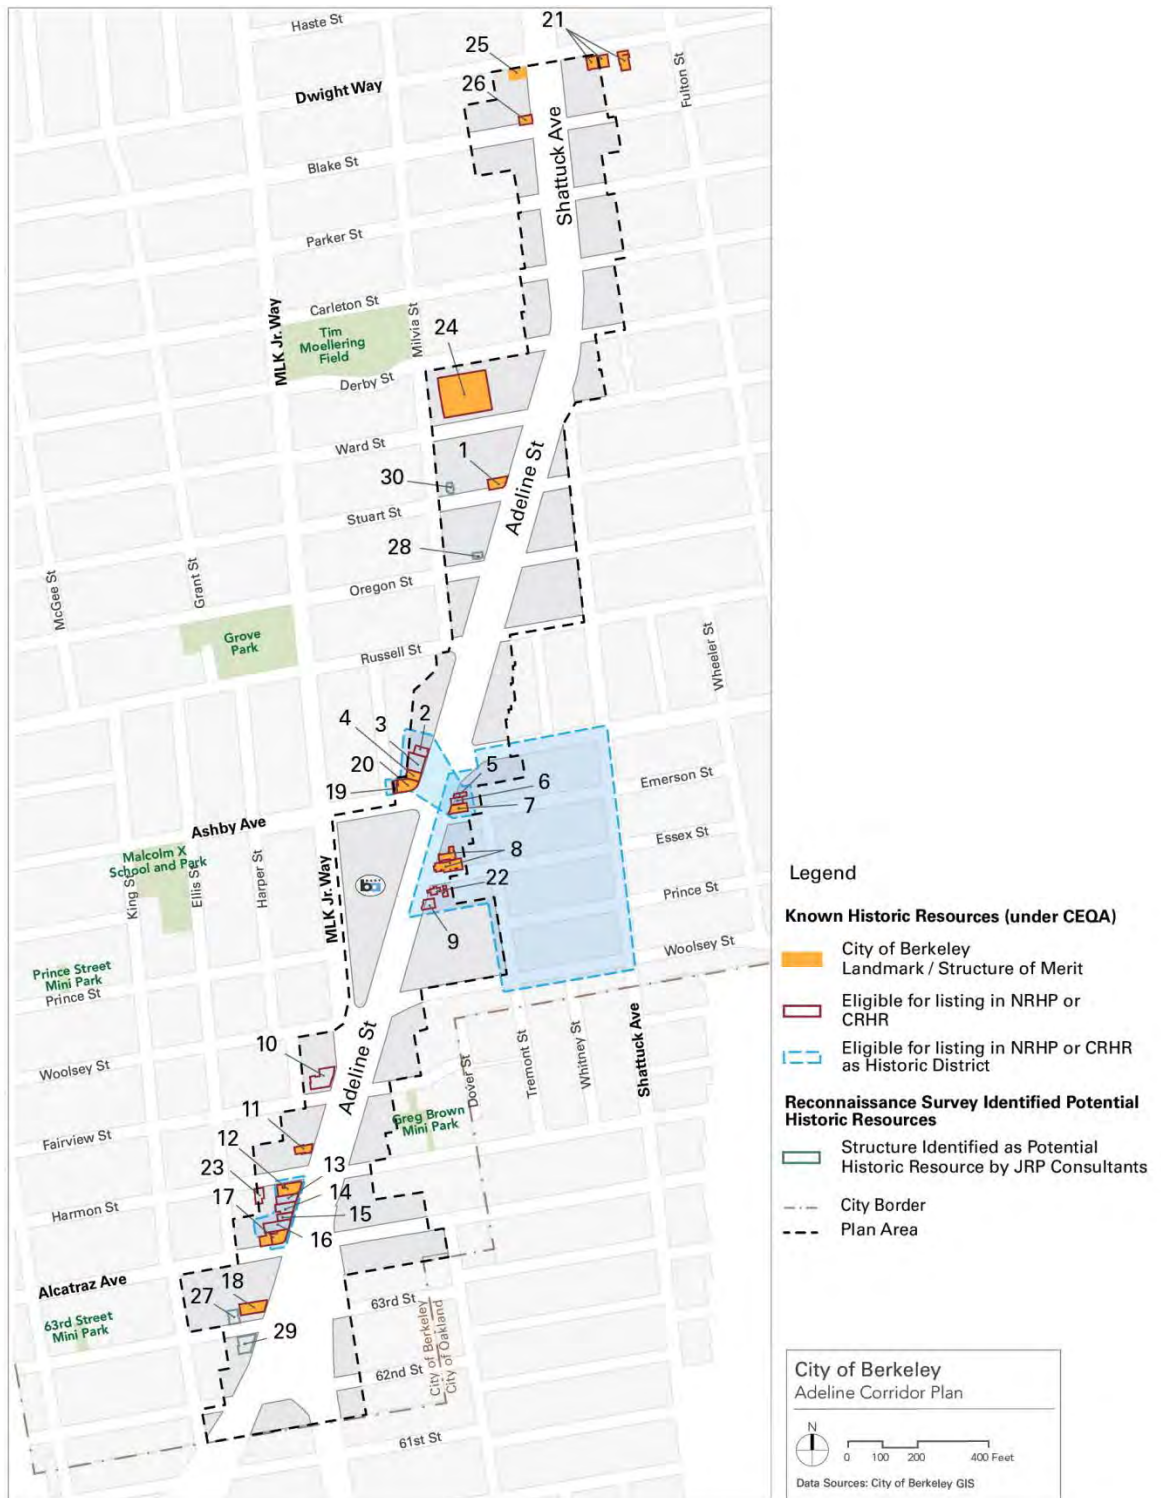 Haste St
21
25
26
Dwight Way
Fulton St
Shattuck Ave
Blake St
Parker St
Carleton St
MLK Jr. Way
Tim
Moellering
Field
Milvia St
24
Derby St
Ward St
1
30
Adeline St
Stuart St
28
Oregon St
McGee St
Grant St
Grove
Park
Russell St
Wheeler St
4
3
2
20
19
5
6
7
Emerson St
Ashby Ave
Essex St
Malcolm X
School and Park
8
King St
Ellis St
Harper St
MLK Jr. Way
ba
22
Prince St
9
Woolsey St
Prince Street
Mini Park
Prince St
10
Adeline St
Woolsey St
Dover St
Tremont St
Whitney St
Shattuck Ave
11
Greg Brown
Mini Park
Fairview St
12
13
23
14
17
15
Harmon St
16
Alcatraz Ave
18
27
63rd St
63rd Street
Mini Park
29
City of Berkeley
City of Oakland
62nd St
61st St
Legend
Known Historic Resources (under CEQA)
City of Berkeley
Landmark / Structure of Merit
Eligible for listing in NRHP or
CRHR
Eligible for listing in NRHP or CRHR
as Historic District
Reconnaissance Survey Identified Potential
Historic Resources
Structure Identified as Potential
Historic Resource by JRP Consultants
City Border
Plan Area
City of Berkeley
Adeline Corridor Plan
N
0 100 200 400 Feet
Data Sources: City of Berkeley GIS